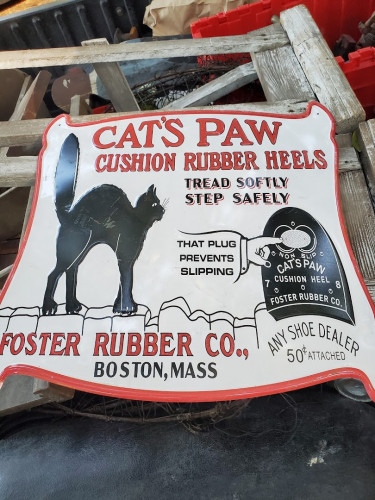 CAT'S PAW
CUSHION RUBBER HEELS
TREAD SOFTLY
STEP SAFELY
THAT PLUG
PREVENTS
SLIPPING
NON SLIP
CAT'S PAW
CUSHION HEEL
7 8
FOSTER RUBBER CO.
ANY SHOE DEALER
50¢ ATTACHED
FOSTER RUBBER CO.,
BOSTON, MASS